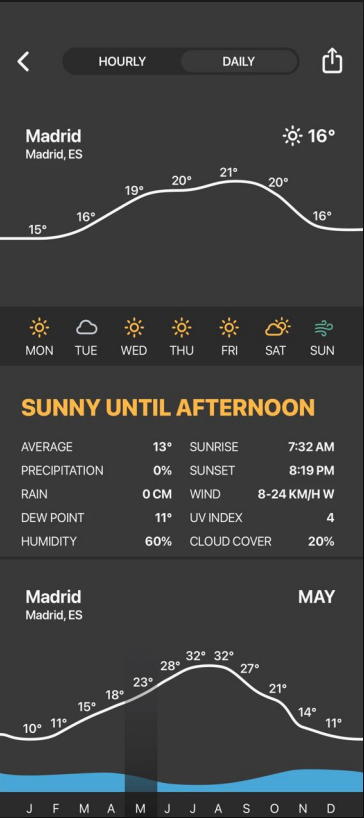 HOURLY DAILY
Madrid 16°
Madrid, ES
15° 16° 19° 20° 21° 20° 16°
MON TUE WED THU FRI SAT SUN
SUNNY UNTIL AFTERNOON
AVERAGE 13° SUNRISE 7:32 AM
PRECIPITATION 0% SUNSET 8:19 PM
RAIN 0 CM WIND 8-24 KM/H W
DEW POINT 11° UV INDEX 4
HUMIDITY 60% CLOUD COVER 20%
Madrid MAY
Madrid, ES
10° 11° 15° 18° 23° 28° 32° 32° 27° 21° 14° 11°
J F M A M J J A S O N D